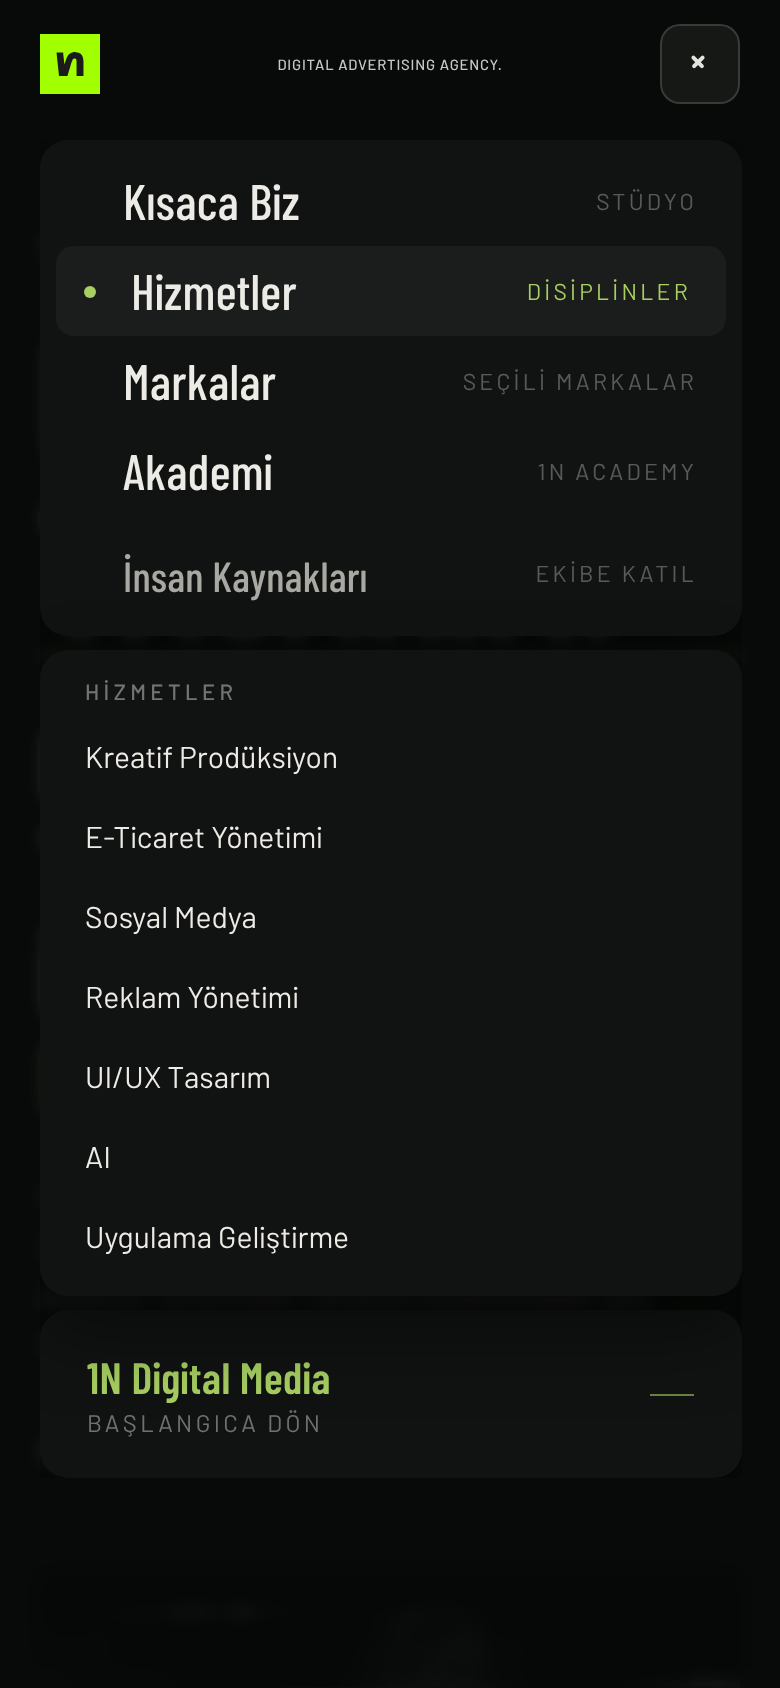 n
DIGITAL ADVERTISING AGENCY.
×
Kısaca Biz STÜDYO
Hizmetler DİSİPLİNLER
Markalar SEÇİLİ MARKALAR
Akademi 1N ACADEMY
İnsan Kaynakları EKİBE KATIL
HİZMETLER
Kreatif Prodüksiyon
E-Ticaret Yönetimi
Sosyal Medya
Reklam Yönetimi
UI/UX Tasarım
AI
Uygulama Geliştirme
1N Digital Media
BAŞLANGICA DÖN